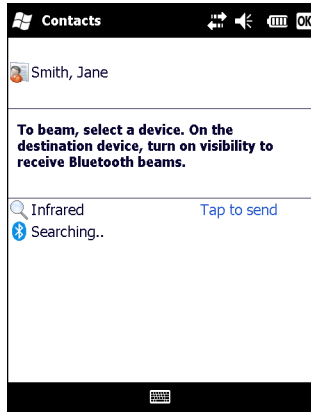 Contacts
OK
Smith, Jane
To beam, select a device. On the
destination device, turn on visibility to
receive Bluetooth beams.
Infrared Tap to send
Searching..